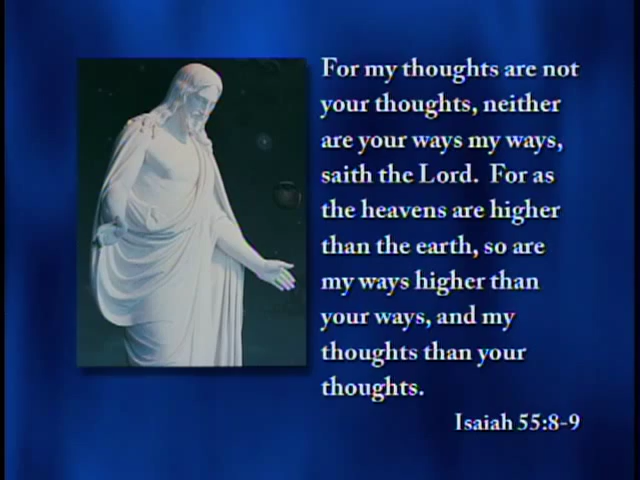 For my thoughts are not
your thoughts, neither
are your ways my ways,
saith the Lord.  For as
the heavens are higher
than the earth, so are
my ways higher than
your ways, and my
thoughts than your
thoughts.
Isaiah 55:8-9